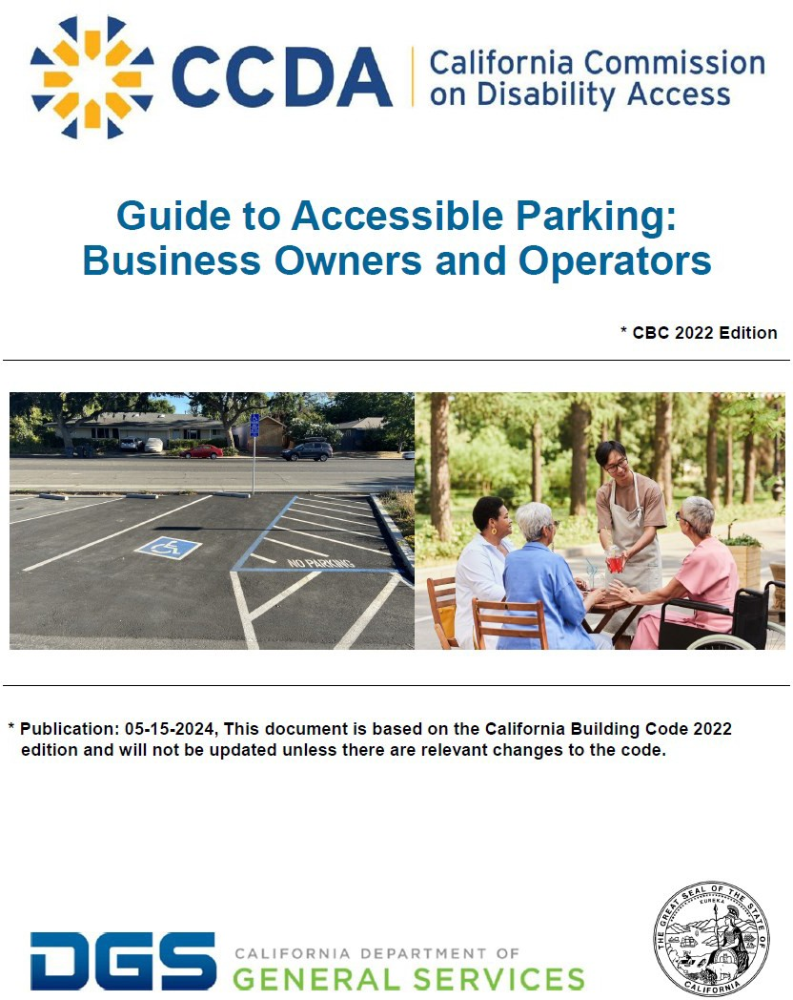 CCDA
California Commission
on Disability Access
Guide to Accessible Parking:
Business Owners and Operators
* CBC 2022 Edition
NO PARKING
* Publication: 05-15-2024, This document is based on the California Building Code 2022
edition and will not be updated unless there are relevant changes to the code.
THE GREAT SEAL OF THE STATE OF
EUREKA
CALIFORNIA
DGS
CALIFORNIA DEPARTMENT OF
GENERAL SERVICES